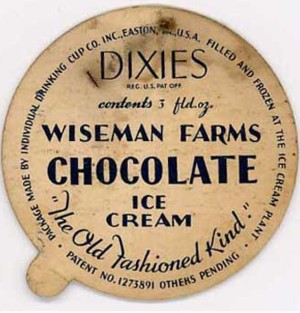 PACKAGE MADE BY INDIVIDUAL DRINKING CUP CO. INC., EASTON, U.S.A. FILLED AND FROZEN AT THE ICE CREAM PLANT
DIXIES
REG. U.S. PAT OFF.
contents 3 fld.oz.
WISEMAN FARMS
CHOCOLATE
ICE
CREAM
"The Old Fashioned Kind."
PATENT NO. 1273891 OTHERS PENDING